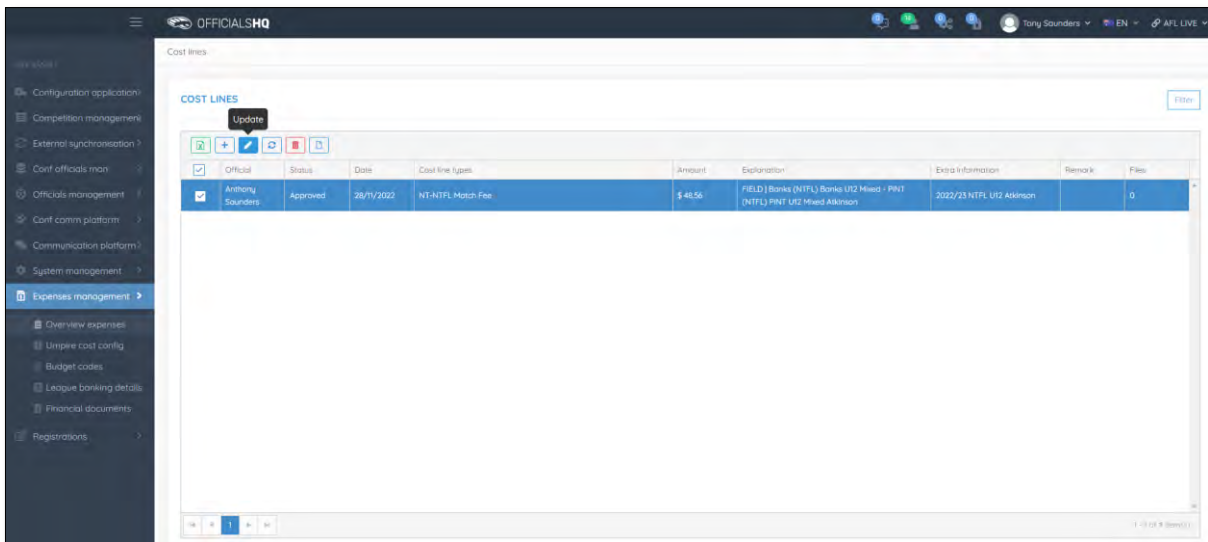 OFFICIALSHQ
Tony Saunders
EN
AFL LIVE
Cost lines
Configuration application
Competition management
External synchronisation
Conf officials man
Officials management
Conf comm platform
Communication platform
System management
Expenses management
Overview expenses
Umpire cost config
Budget codes
League banking details
Financial documents
Registrations
COST LINES
Filter
Update
Official Status Date Cost line types Amount Explanation Extra Information Remark Files
Anthony Saunders Approved 28/11/2022 NT-NTFL Match Fee $ 48,56 FIELD | Banks (NTFL) Banks U12 Mixed - PINT (NTFL) PINT U12 Mixed Atkinson 2022/23 NTFL U12 Atkinson 0
1